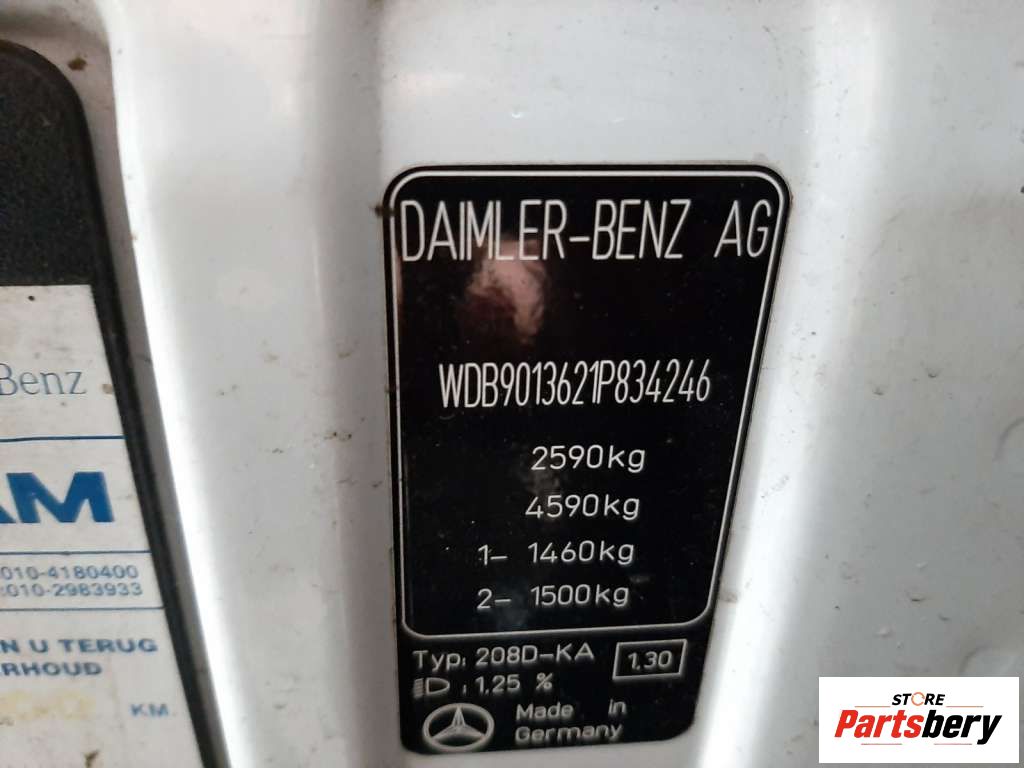 DAIMLER-BENZ AG
WDB9013621P834246
2590kg
4590kg
1- 1460kg
2- 1500kg
Typ: 208D-KA 1,30
: 1,25 %
Made in
Germany
Benz
AM
010-4180400
:010-2983933
N U TERUG
RHOUD
KM.
STORE
Partsbery